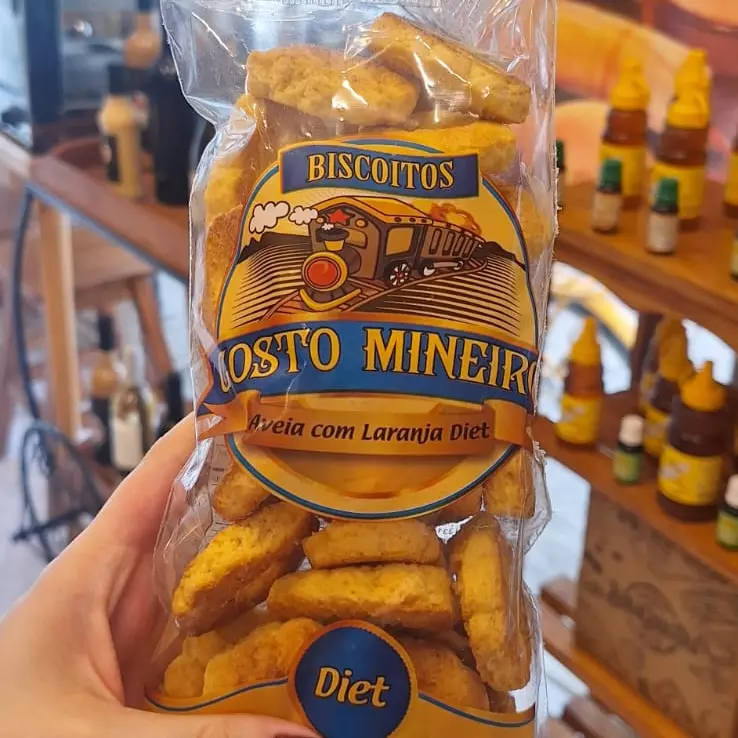 BISCOITOS
GOSTO MINEIRO
Aveia com Laranja Diet
Diet